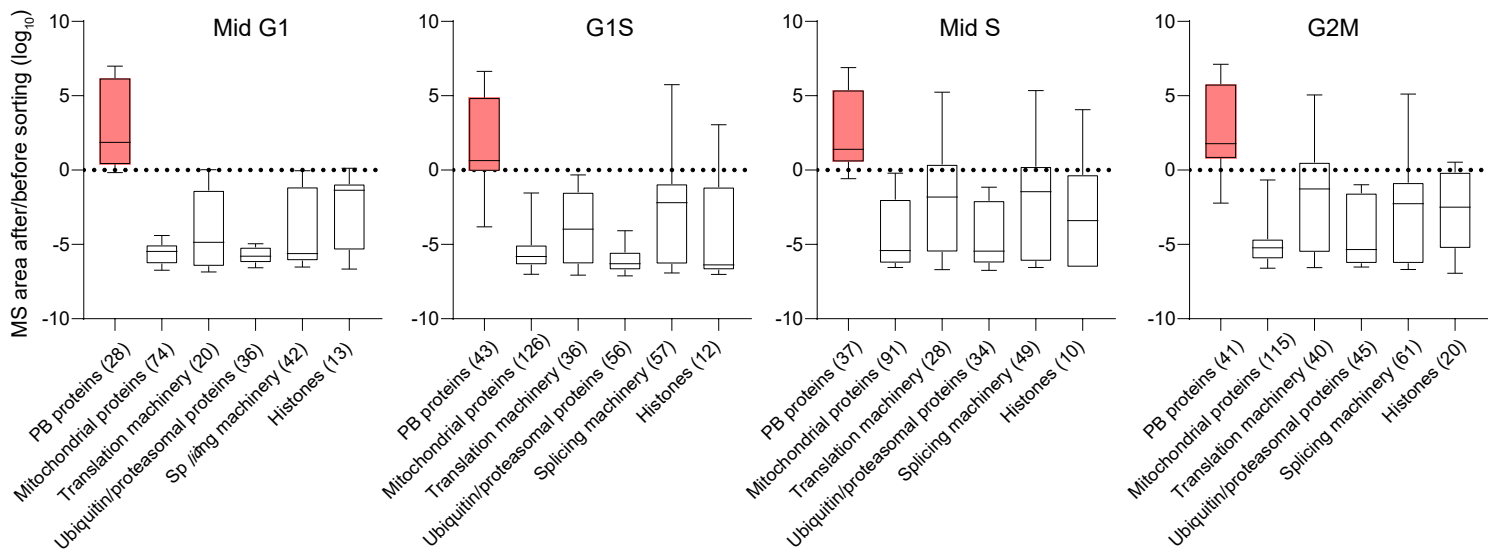 MS area after/before sorting (log10)
Mid G1
10
5
0
-5
-10
PB proteins (28)
Mitochondrial proteins (74)
Translation machinery (20)
Ubiquitin/proteasomal proteins (36)
machinery (42)
Histones (13)
G1S
10
5
0
-5
-10
PB proteins (43)
Mitochondrial proteins (126)
Translation machinery (36)
Ubiquitin/proteasomal proteins (56)
Splicing machinery (57)
Histones (12)
Mid S
10
5
0
-5
-10
PB proteins (37)
Mitochondrial proteins (91)
Translation machinery (28)
Ubiquitin/proteasomal proteins (34)
Splicing machinery (49)
Histones (10)
G2M
10
5
0
-5
-10
PB proteins (41)
Mitochondrial proteins (115)
Translation machinery (40)
Ubiquitin/proteasomal proteins (45)
Splicing machinery (61)
Histones (20)